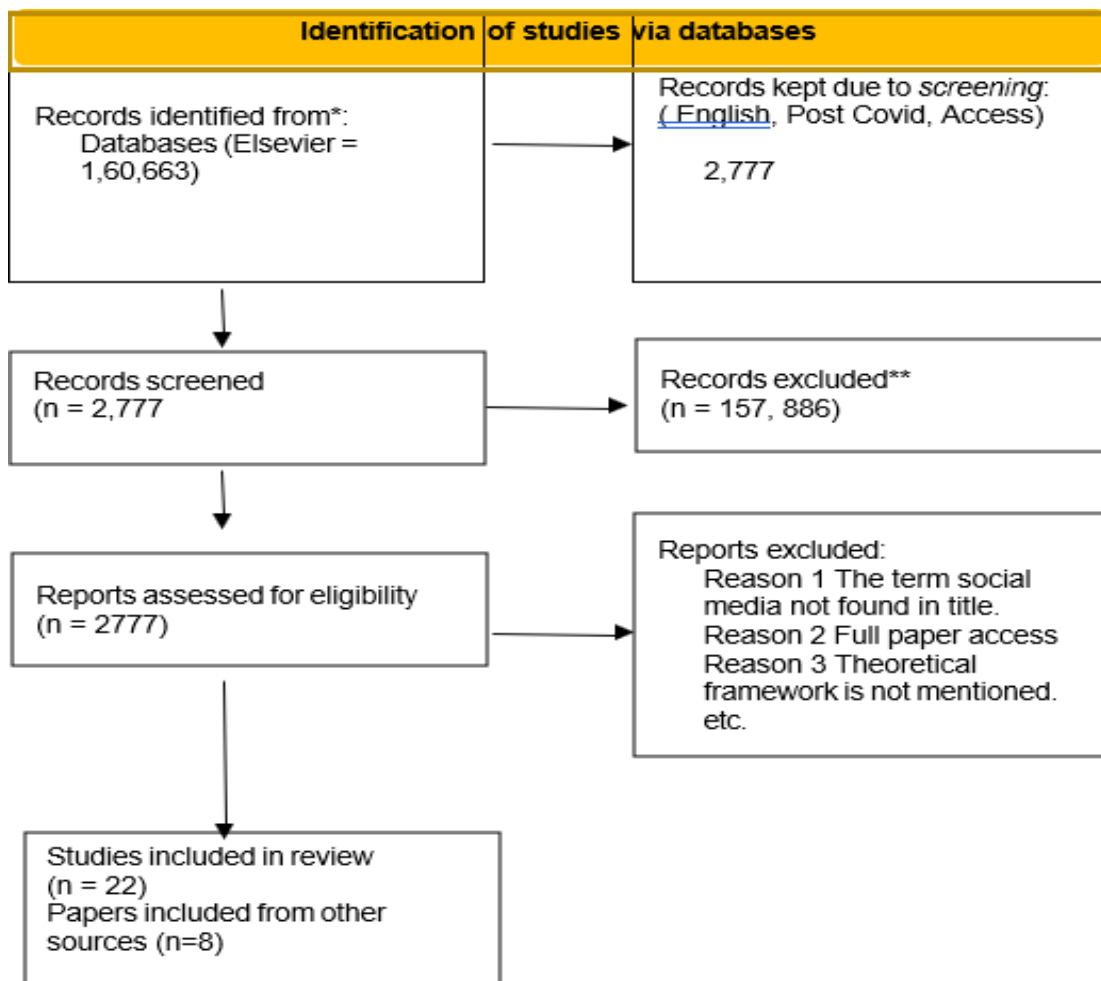 Identification of studies via databases
Records identified from*:
Databases (Elsevier =
1,60,663)
Records kept due to screening:
( English, Post Covid, Access)
2,777
Records screened
(n = 2,777
Records excluded**
(n = 157, 886)
Reports assessed for eligibility
(n = 2777)
Reports excluded:
Reason 1 The term social
media not found in title.
Reason 2 Full paper access
Reason 3 Theoretical
framework is not mentioned.
etc.
Studies included in review
(n = 22)
Papers included from other
sources (n=8)